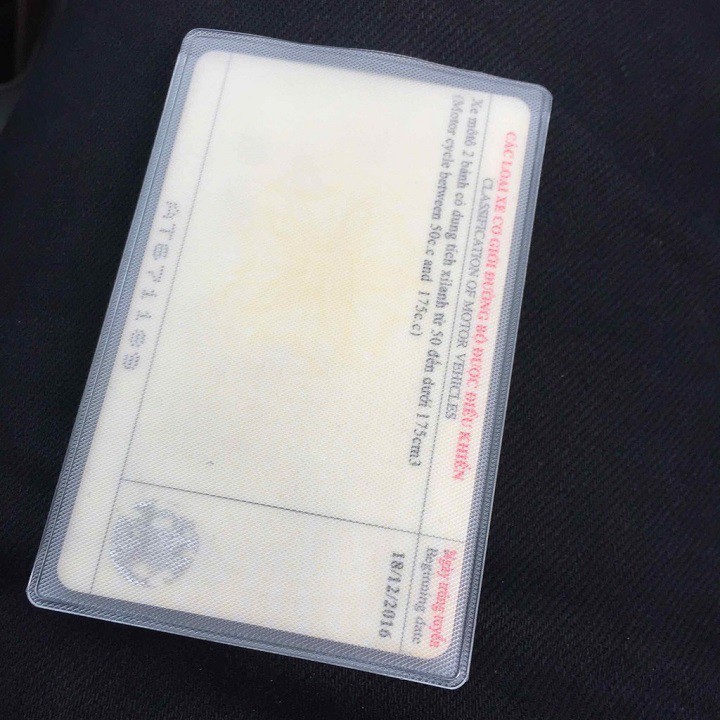 CÁC LOẠI XE CƠ GIỚI ĐƯỜNG BỘ ĐƯỢC ĐIỀU KHIỂN
CLASSIFICATION OF MOTOR VEHICLES
Ngày trúng tuyển
Beginning date
Xe môtô 2 bánh có dung tích xilanh từ 50 đến dưới 175cm3
(Motor cycle between 50c.c and 175c.c)
18/12/2016